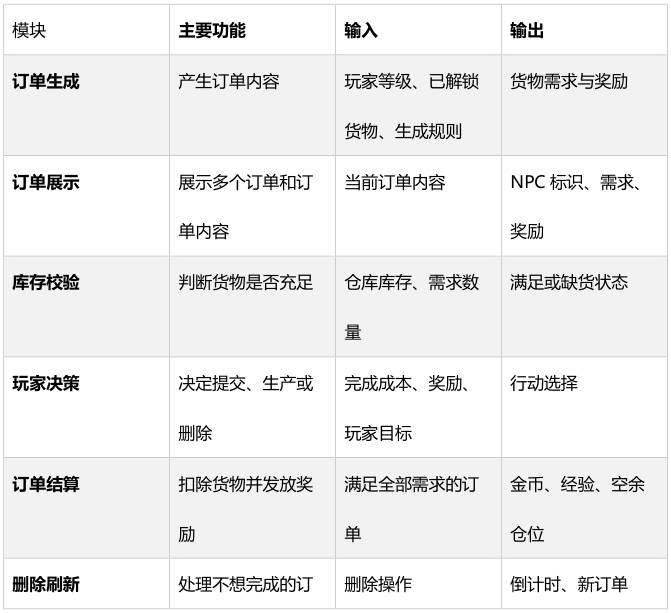 模块 主要功能 输入 输出
订单生成 产生订单内容 玩家等级、已解锁 货物需求与奖励
货物、生成规则
订单展示 展示多个订单和订 当前订单内容 NPC 标识、需求、
单内容 奖励
库存校验 判断货物是否充足 仓库库存、需求数 满足或缺货状态
量
玩家决策 决定提交、生产或 完成成本、奖励、 行动选择
删除 玩家目标
订单结算 扣除货物并发放奖 满足全部需求的订 金币、经验、空余
励 单 仓位
删除刷新 处理不想完成的订 删除操作 倒计时、新订单